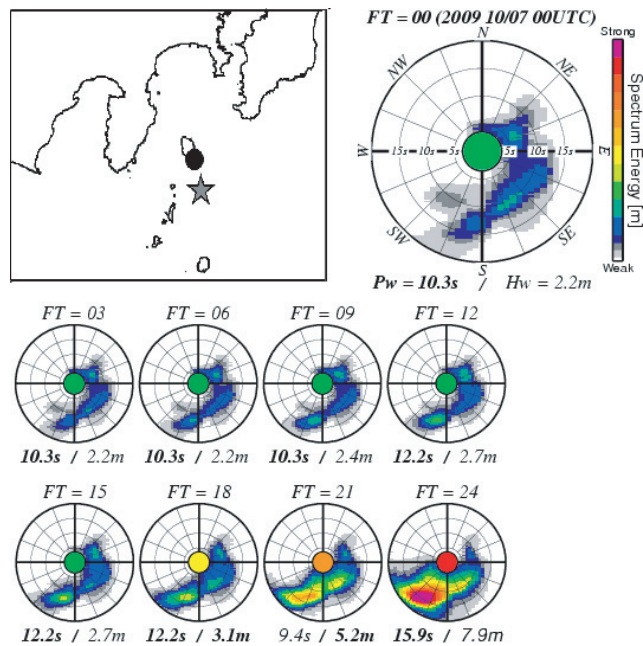 FT = 00 (2009 10/07 00UTC)
N
NW
NE
W
15s 10s 5s 5s 10s 15s
E
SW
SE
S
Strong
Spectrum Energy [m]
Weak
Pw = 10.3s / Hw = 2.2m
FT = 03 FT = 06 FT = 09 FT = 12
10.3s / 2.2m 10.3s / 2.2m 10.3s / 2.4m 12.2s / 2.7m
FT = 15 FT = 18 FT = 21 FT = 24
12.2s / 2.7m 12.2s / 3.1m 9.4s / 5.2m 15.9s / 7.9m